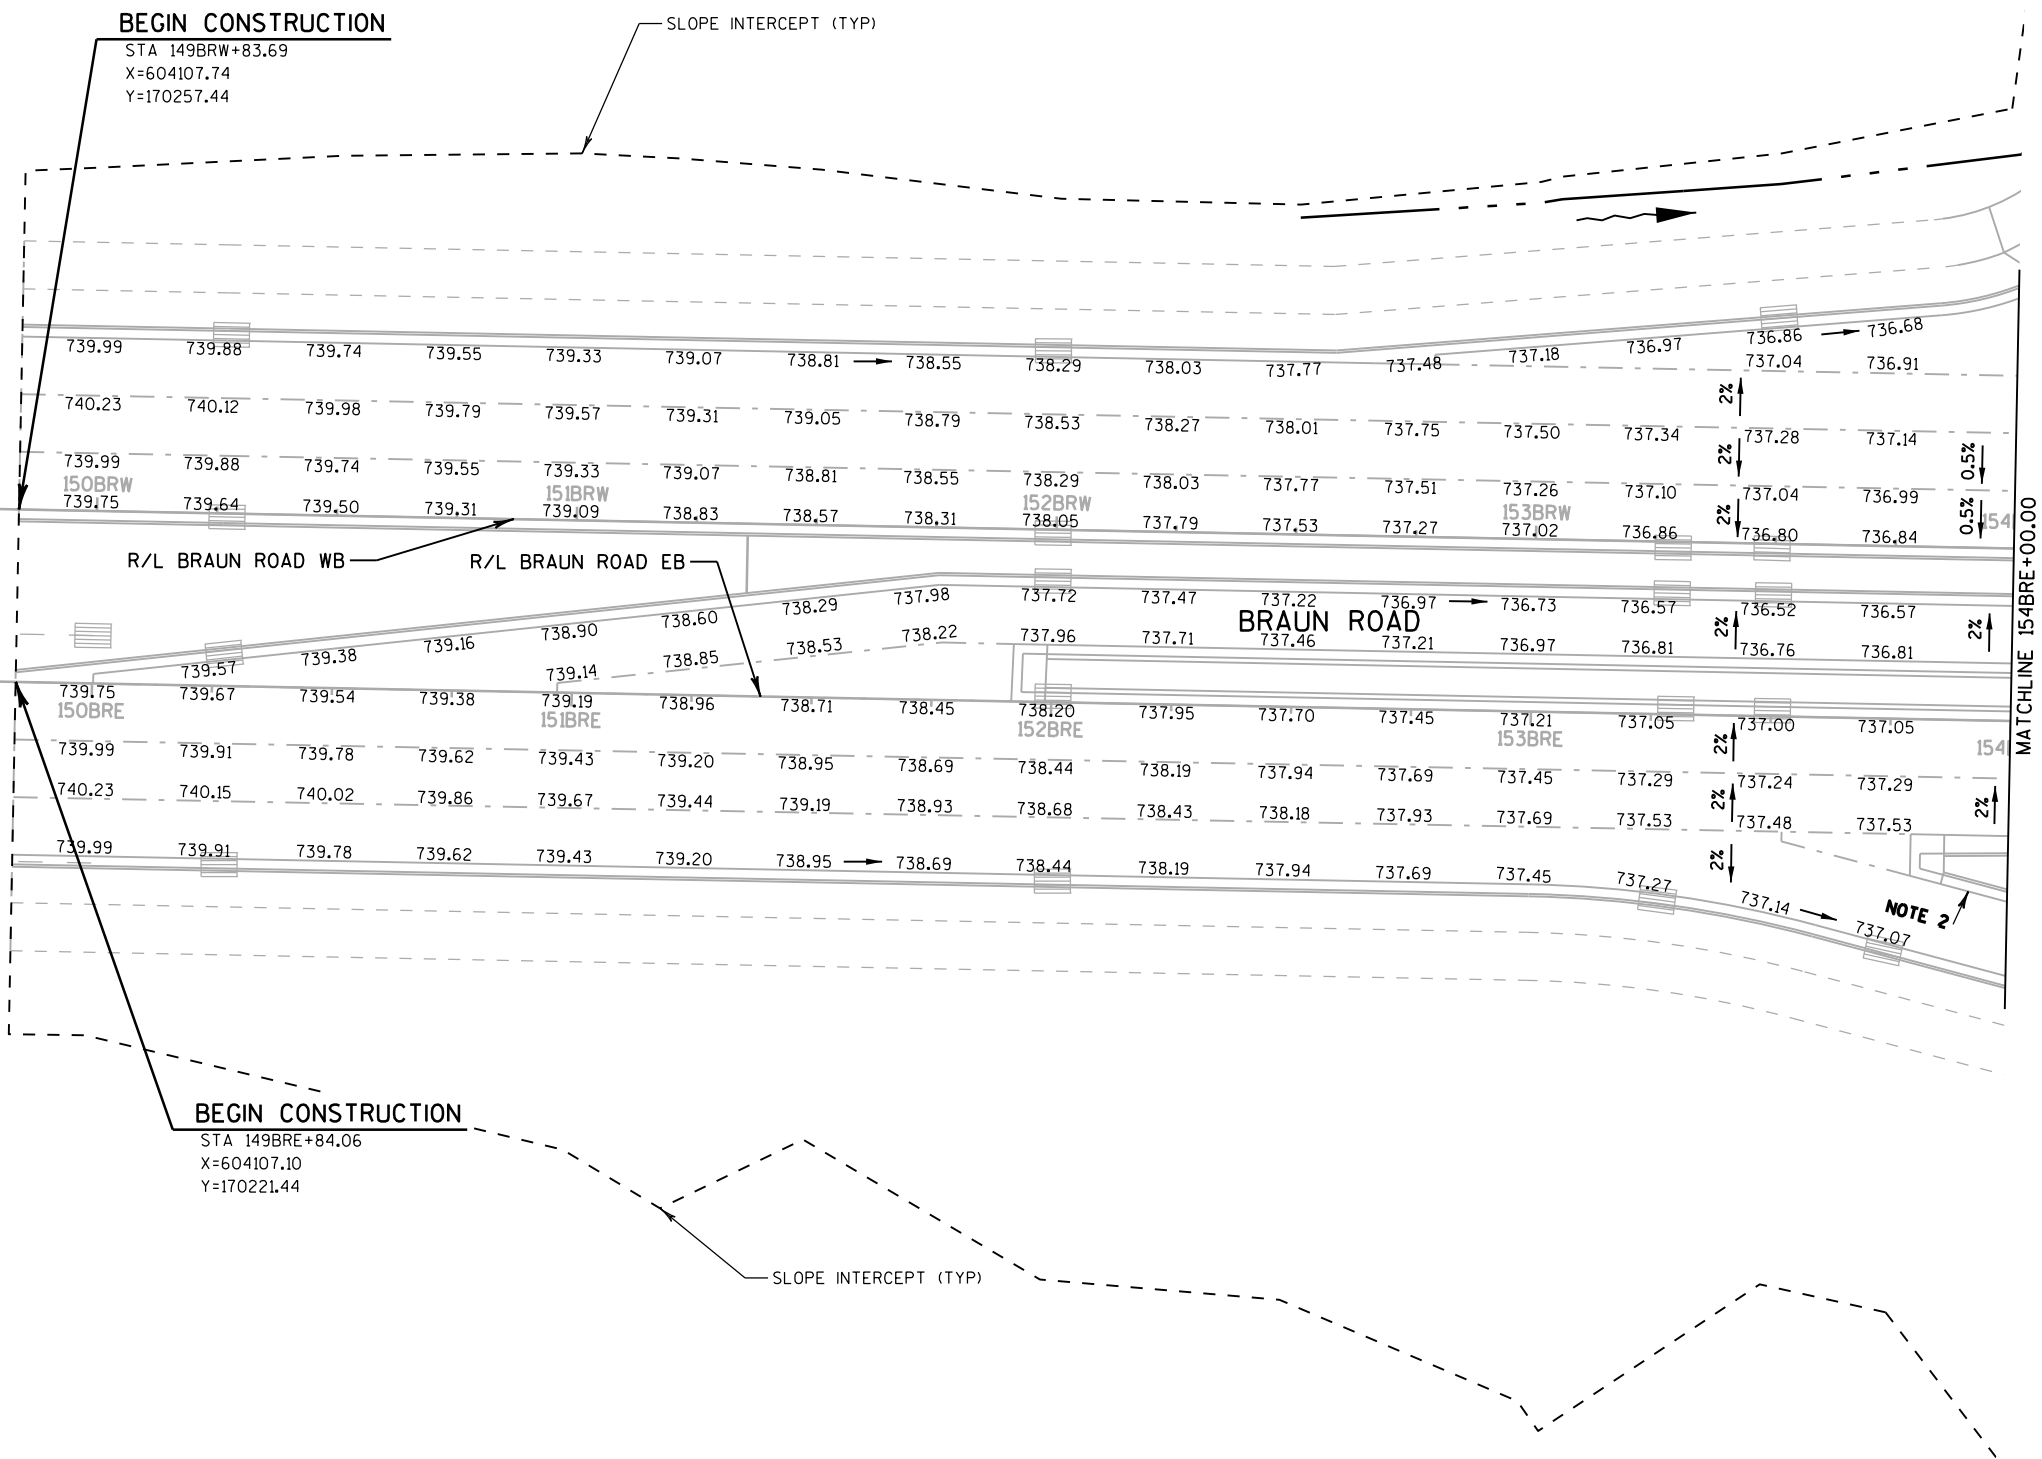 BEGIN CONSTRUCTION
STA 149BRW+83.69
X=604107.74
Y=170257.44
SLOPE INTERCEPT (TYP)
739.99 739.88 739.74 739.55 739.33 739.07 738.81 738.55 738.29 738.03 737.77 737.48 737.18 736.97 736.86 736.68
737.04 736.91
2%
740.23 740.12 739.98 739.79 739.57 739.31 739.05 738.79 738.53 738.27 738.01 737.75 737.50 737.34 737.28 737.14
2% 0.5%
739.99 739.88 739.74 739.55 739.33 739.07 738.81 738.55 738.29 738.03 737.77 737.51 737.26 737.10 737.04 736.99
150BRW 151BRW 152BRW 153BRW 154
2% 0.5%
739.75 739.64 739.50 739.31 739.09 738.83 738.57 738.31 738.05 737.79 737.53 737.27 737.02 736.86 736.80 736.84
R/L BRAUN ROAD WB
R/L BRAUN ROAD EB
739.57 739.38 739.16 738.90 738.60 738.29 737.98 737.72 737.47 737.22 736.97 736.73 736.57 736.52 736.57
BRAUN ROAD
2% 2%
739.14 738.85 738.53 738.22 737.96 737.71 737.46 737.21 736.97 736.81 736.76 736.81
739.75 739.67 739.54 739.38 739.19 738.96 738.71 738.45 738.20 737.95 737.70 737.45 737.21 737.05 737.00 737.05
150BRE 151BRE 152BRE 153BRE 154
2%
739.99 739.91 739.78 739.62 739.43 739.20 738.95 738.69 738.44 738.19 737.94 737.69 737.45 737.29 737.24 737.29
2% 2%
740.23 740.15 740.02 739.86 739.67 739.44 739.19 738.93 738.68 738.43 738.18 737.93 737.69 737.53 737.48 737.53
2%
739.99 739.91 739.78 739.62 739.43 739.20 738.95 738.69 738.44 738.19 737.94 737.69 737.45 737.27 737.14 737.07
NOTE 2
MATCHLINE 154BRE+00.00
BEGIN CONSTRUCTION
STA 149BRE+84.06
X=604107.10
Y=170221.44
SLOPE INTERCEPT (TYP)